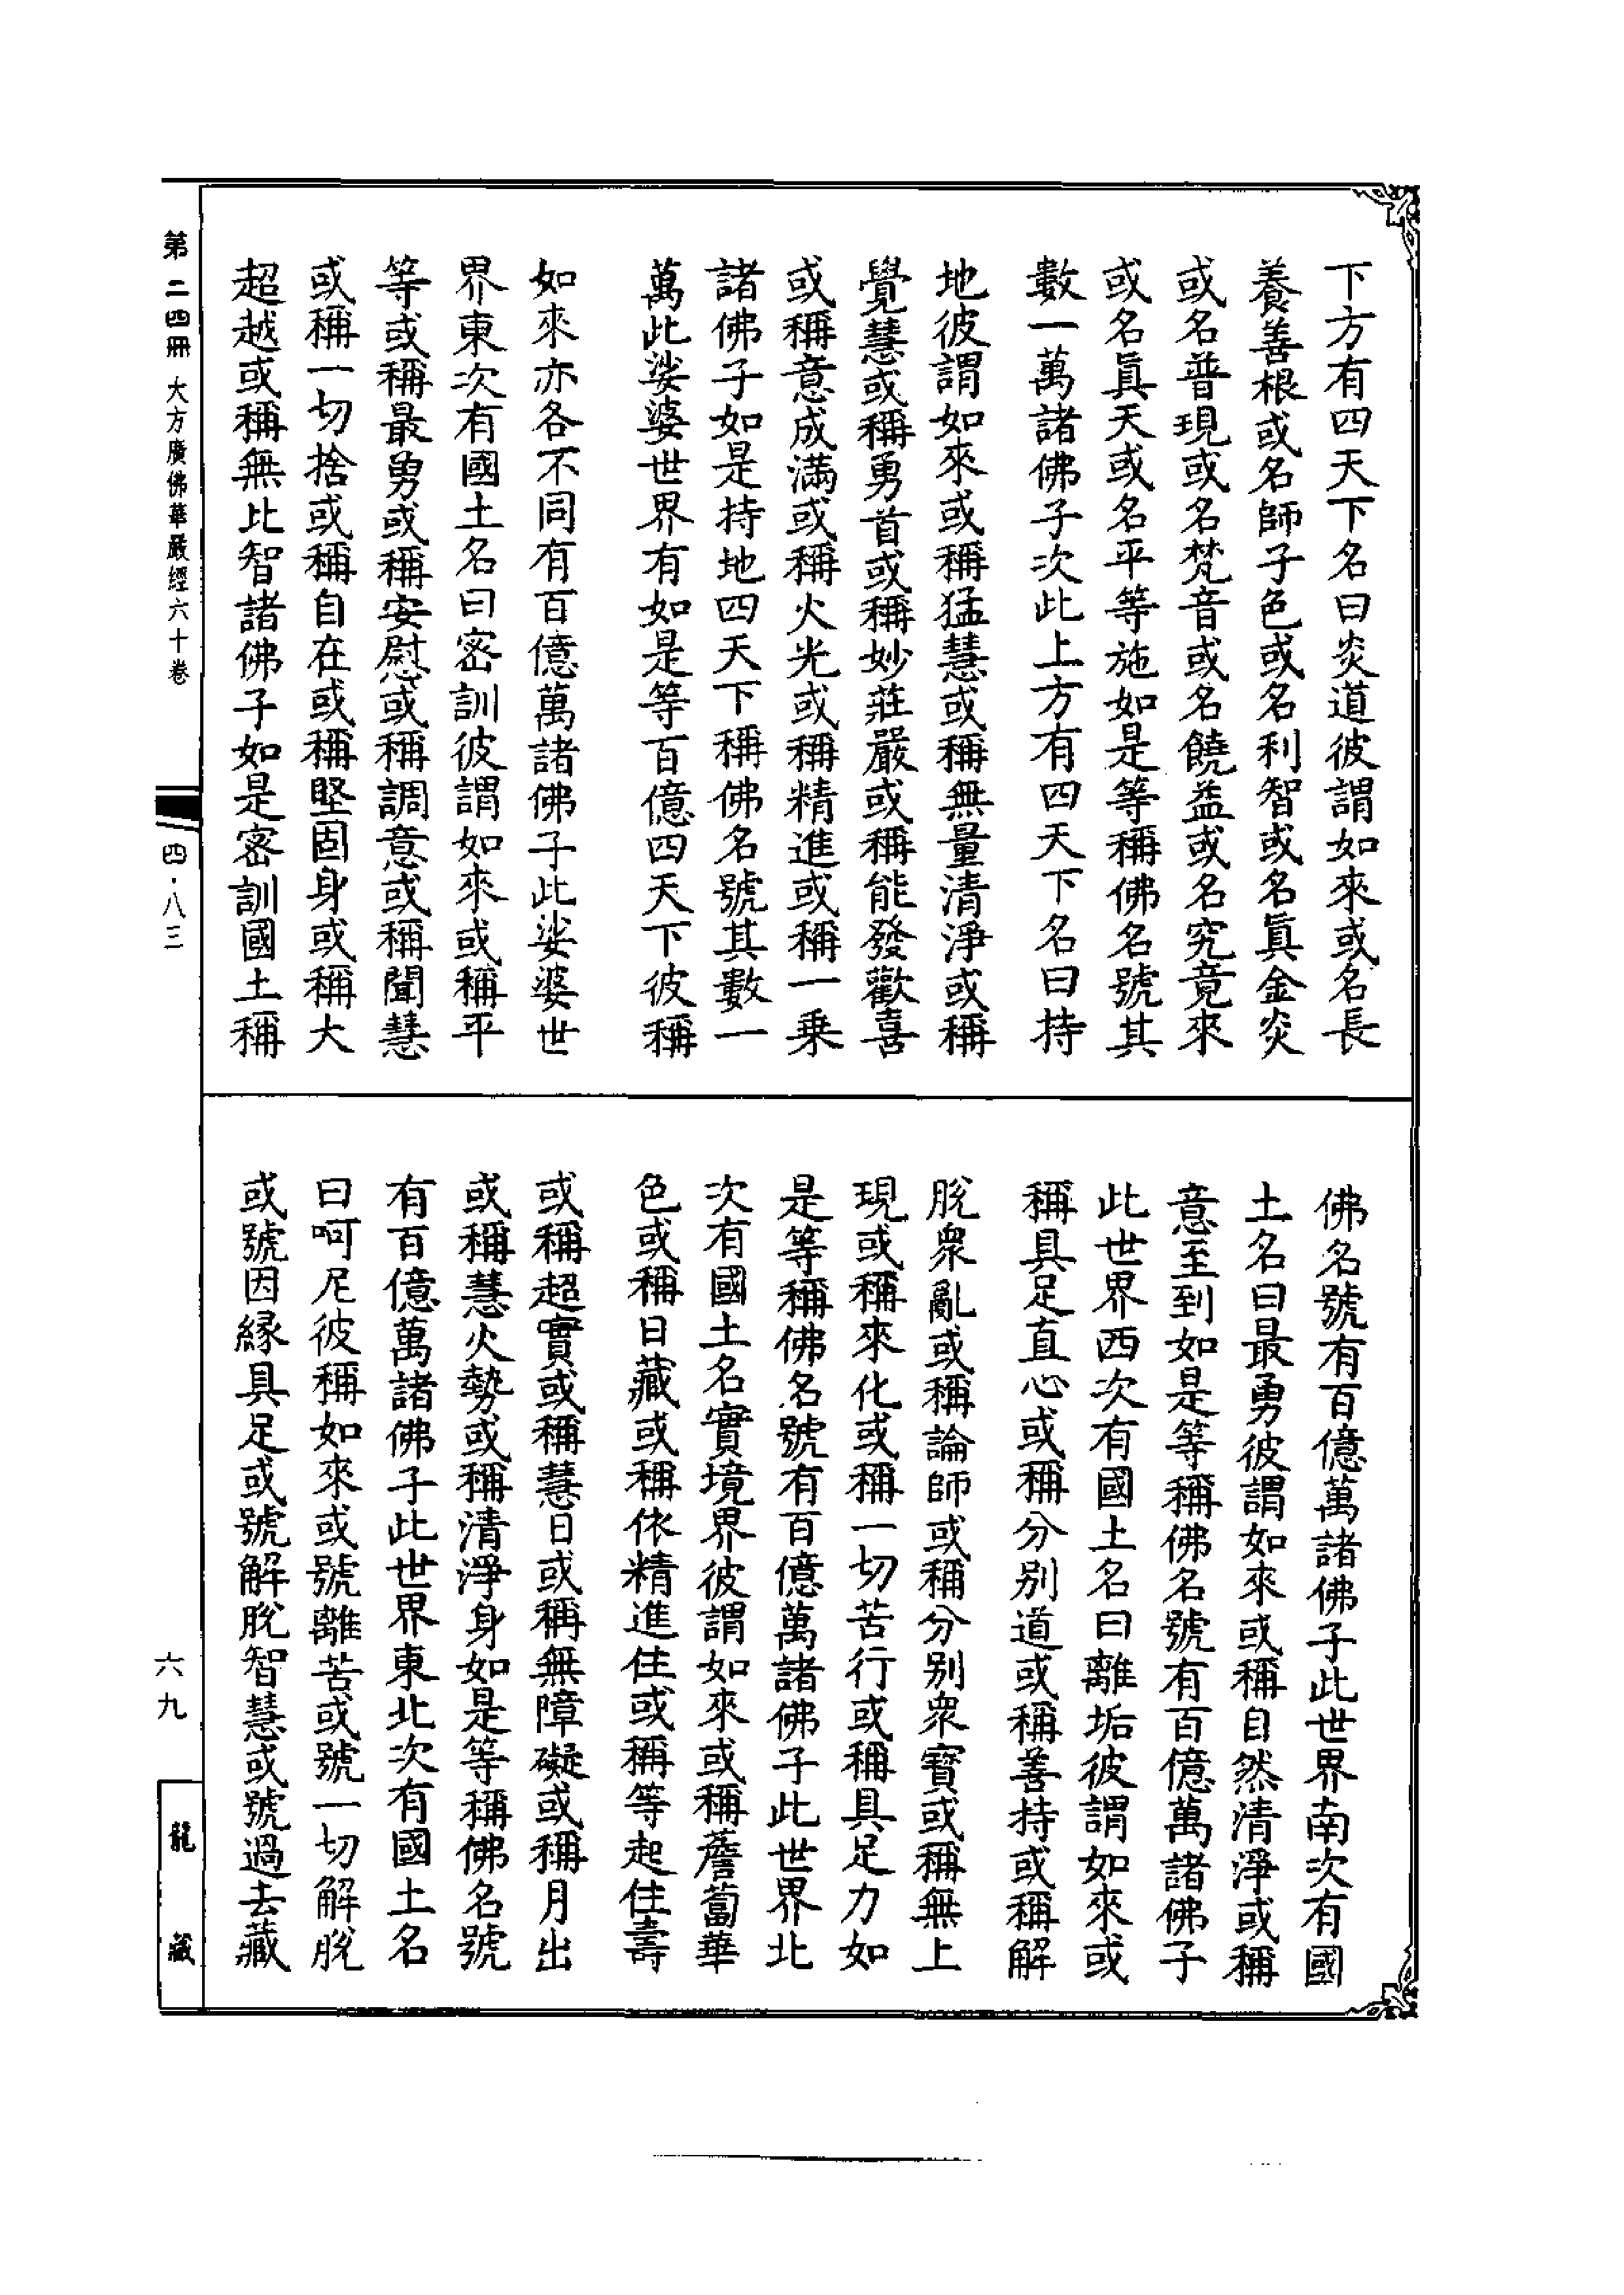 下方有四天下名曰炎道彼謂如來或名長
養善根或名師子色或名利智或名眞金炎
或名普現或名梵音或名饒益或名究竟來
或名眞天或名平等施如是等稱佛名號其
數一萬諸佛子次此上方有四天下名曰持
地彼謂如來或稱猛慧或稱無量清淨或稱
覺慧或稱勇首或稱妙莊嚴或稱能發歡喜
或稱意成滿或稱火光或稱精進或稱一乗
諸佛子如是持地四天下稱佛名號其數一
萬此娑婆世界有如是等百億四天下彼稱
如來亦各不同有百億萬諸佛子此娑婆世
界東次有國土名曰密訓彼謂如來或稱平
等或稱最勇或稱安慰或稱調意或稱聞慧
或稱一切捨或稱自在或稱堅固身或稱大
超越或稱無比智諸佛子如是密訓國土稱
佛名號有百億萬諸佛子此世界南次有國
土名曰最勇彼謂如來或稱自然清淨或稱
意至到如是等稱佛名號有百億萬諸佛子
此世界西次有國土名曰離垢彼謂如來或
稱具足直心或稱分別道或稱善持或稱解
脫衆亂或稱論師或稱分別衆寶或稱無上
現或稱來化或稱一切苦行或稱具足力如
是等稱佛名號有百億萬諸佛子此世界北
次有國土名實境界彼謂如來或稱薝蔔華
色或稱日藏或稱依精進住或稱等起住壽
或稱超實或稱慧日或稱無障礙或稱月出
或稱慧火勢或稱清淨身如是等稱佛名號
有百億萬諸佛子此世界東北次有國土名
曰呵尼彼稱如來或號離苦或號一切解脫
或號因緣具足或號解脫智慧或號過去藏
第二四冊 大方廣佛華嚴經六十卷
四·八三
六九
龍藏